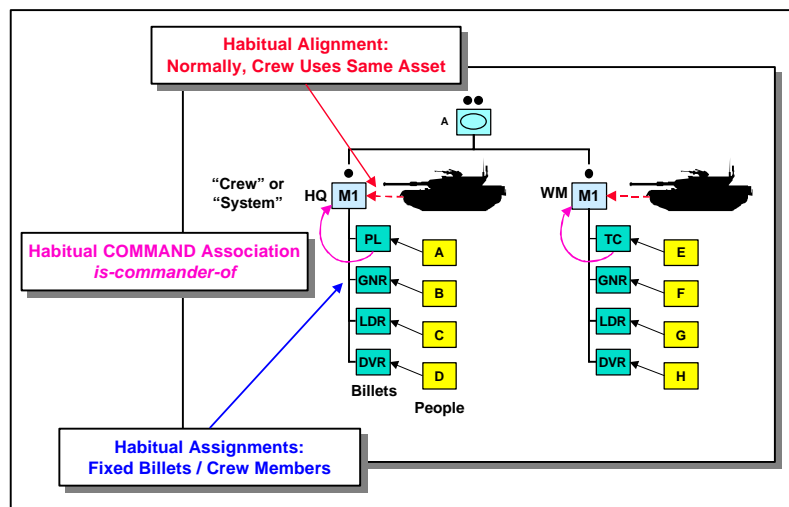 Habitual Alignment:
Normally, Crew Uses Same Asset
A
“Crew” or
“System”
HQ
M1
WM
M1
Habitual COMMAND Association
is-commander-of
PL
A
GNR
B
LDR
C
DVR
D
TC
E
GNR
F
LDR
G
DVR
H
Billets
People
Habitual Assignments:
Fixed Billets / Crew Members